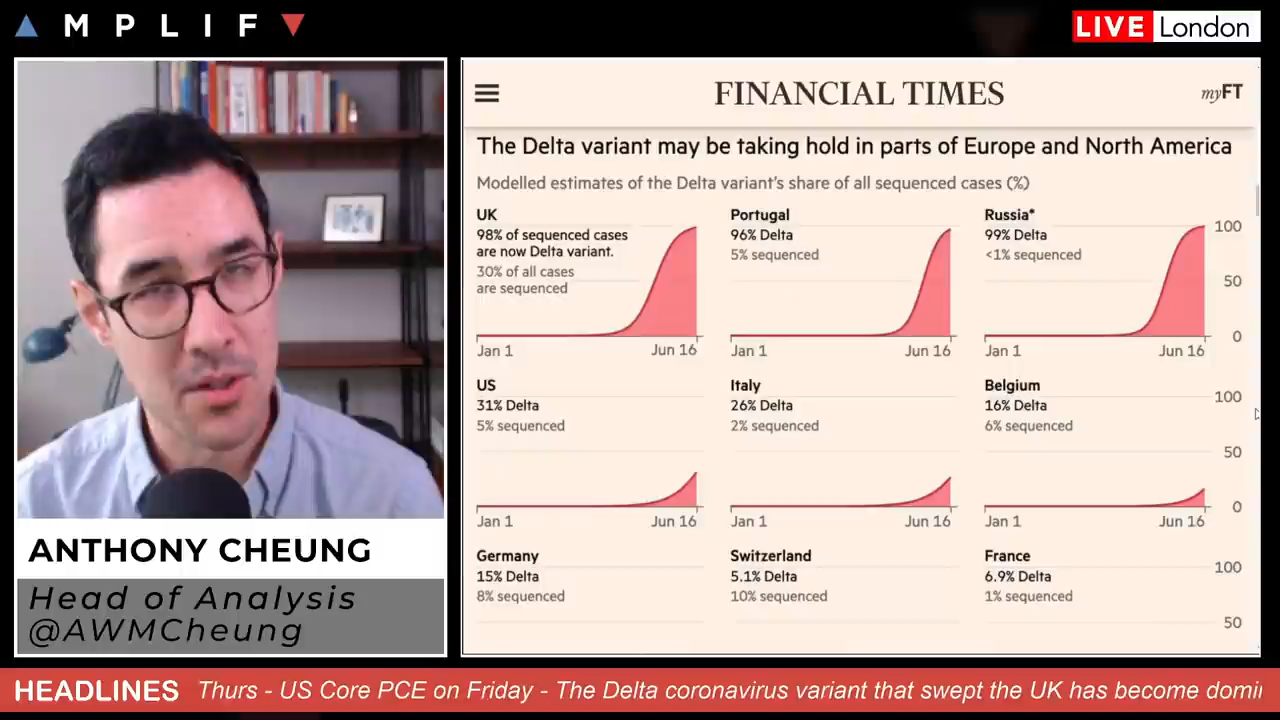 ▲ M P L I F ▼
LIVE London
FINANCIAL TIMES
myFT
The Delta variant may be taking hold in parts of Europe and North America
Modelled estimates of the Delta variant's share of all sequenced cases (%)
UK
98% of sequenced cases
are now Delta variant.
30% of all cases
are sequenced
Jan 1
Jun 16
Portugal
96% Delta
5% sequenced
Jan 1
Jun 16
Russia*
99% Delta
<1% sequenced
Jan 1
Jun 16
100
50
0
US
31% Delta
5% sequenced
Jan 1
Jun 16
Italy
26% Delta
2% sequenced
Jan 1
Jun 16
Belgium
16% Delta
6% sequenced
Jan 1
Jun 16
100
50
0
Germany
15% Delta
8% sequenced
Switzerland
5.1% Delta
10% sequenced
France
6.9% Delta
1% sequenced
100
50
ANTHONY CHEUNG
Head of Analysis
@AWMCheung
HEADLINES Thurs - US Core PCE on Friday - The Delta coronavirus variant that swept the UK has become domi